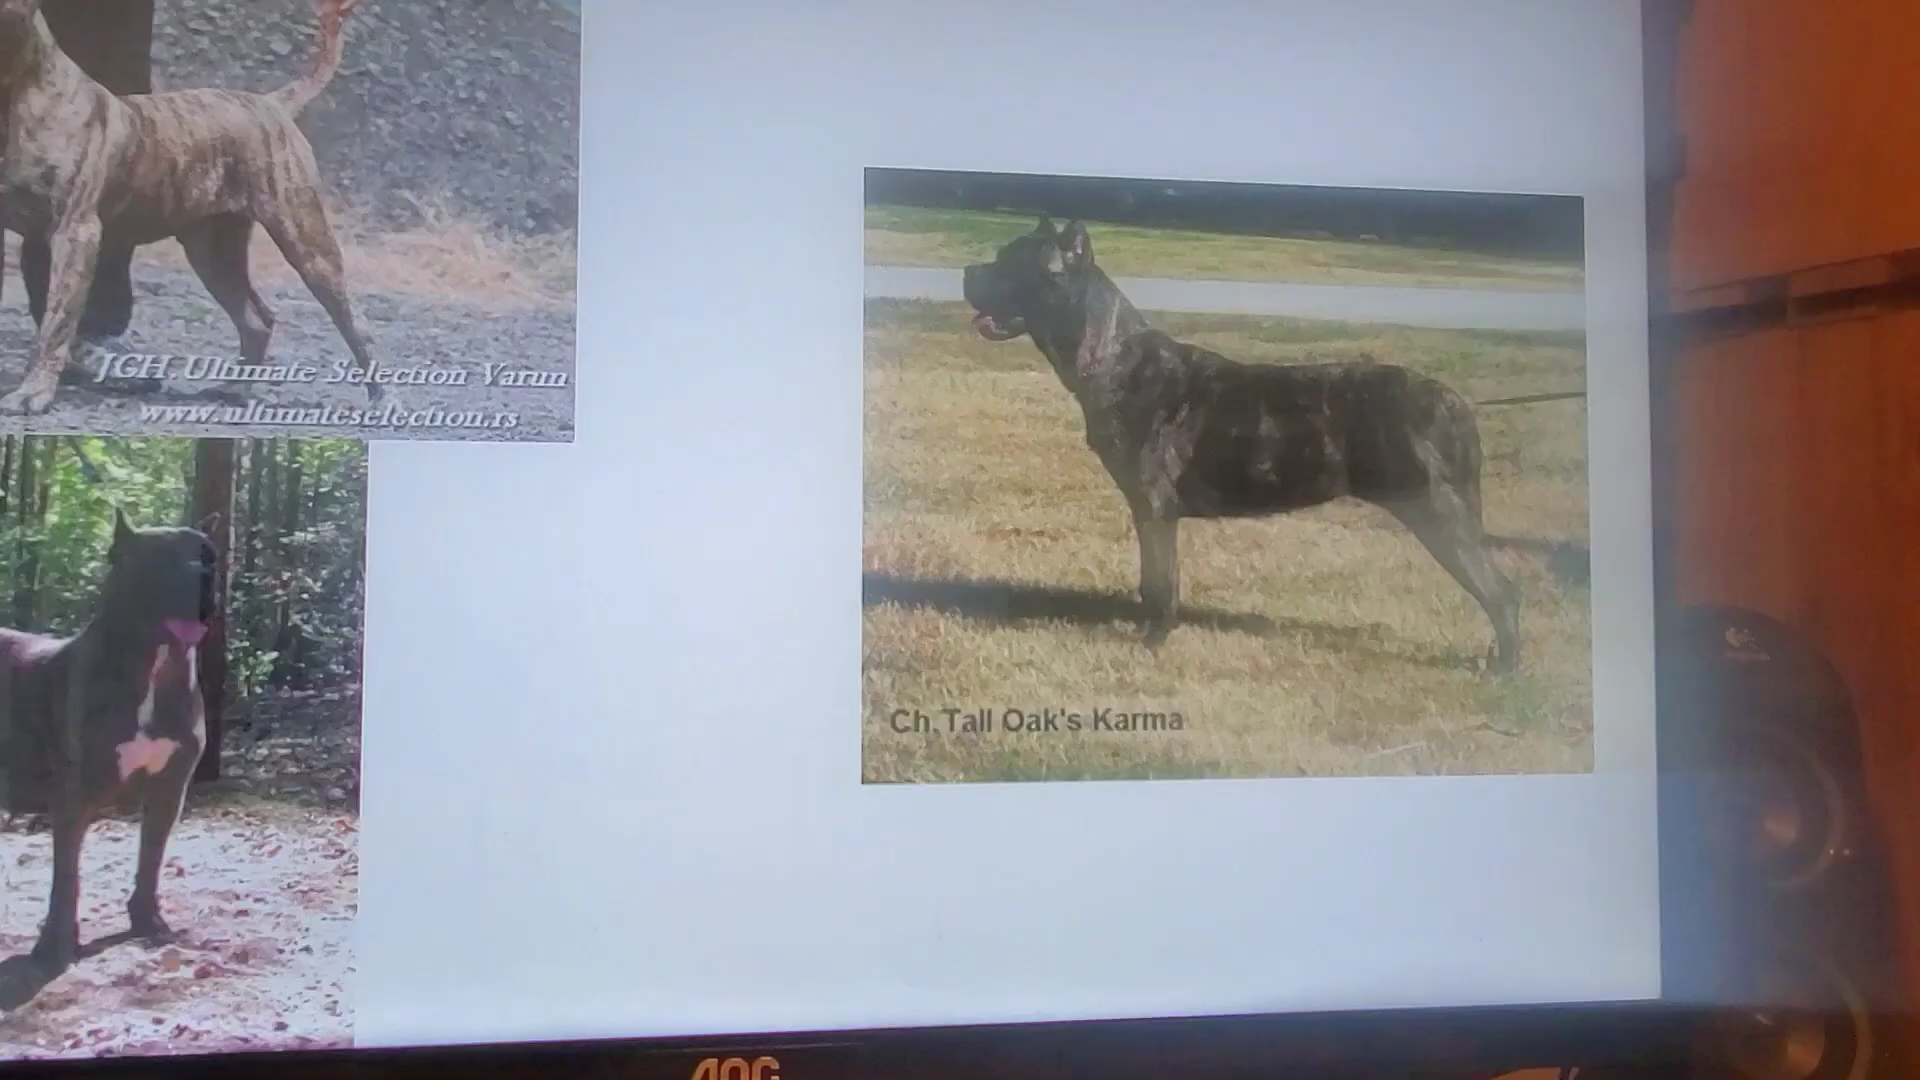 JCH.Ultimate Selection Varun
www.ultimateselection.rs
Ch.Tall Oak's Karma
AOC